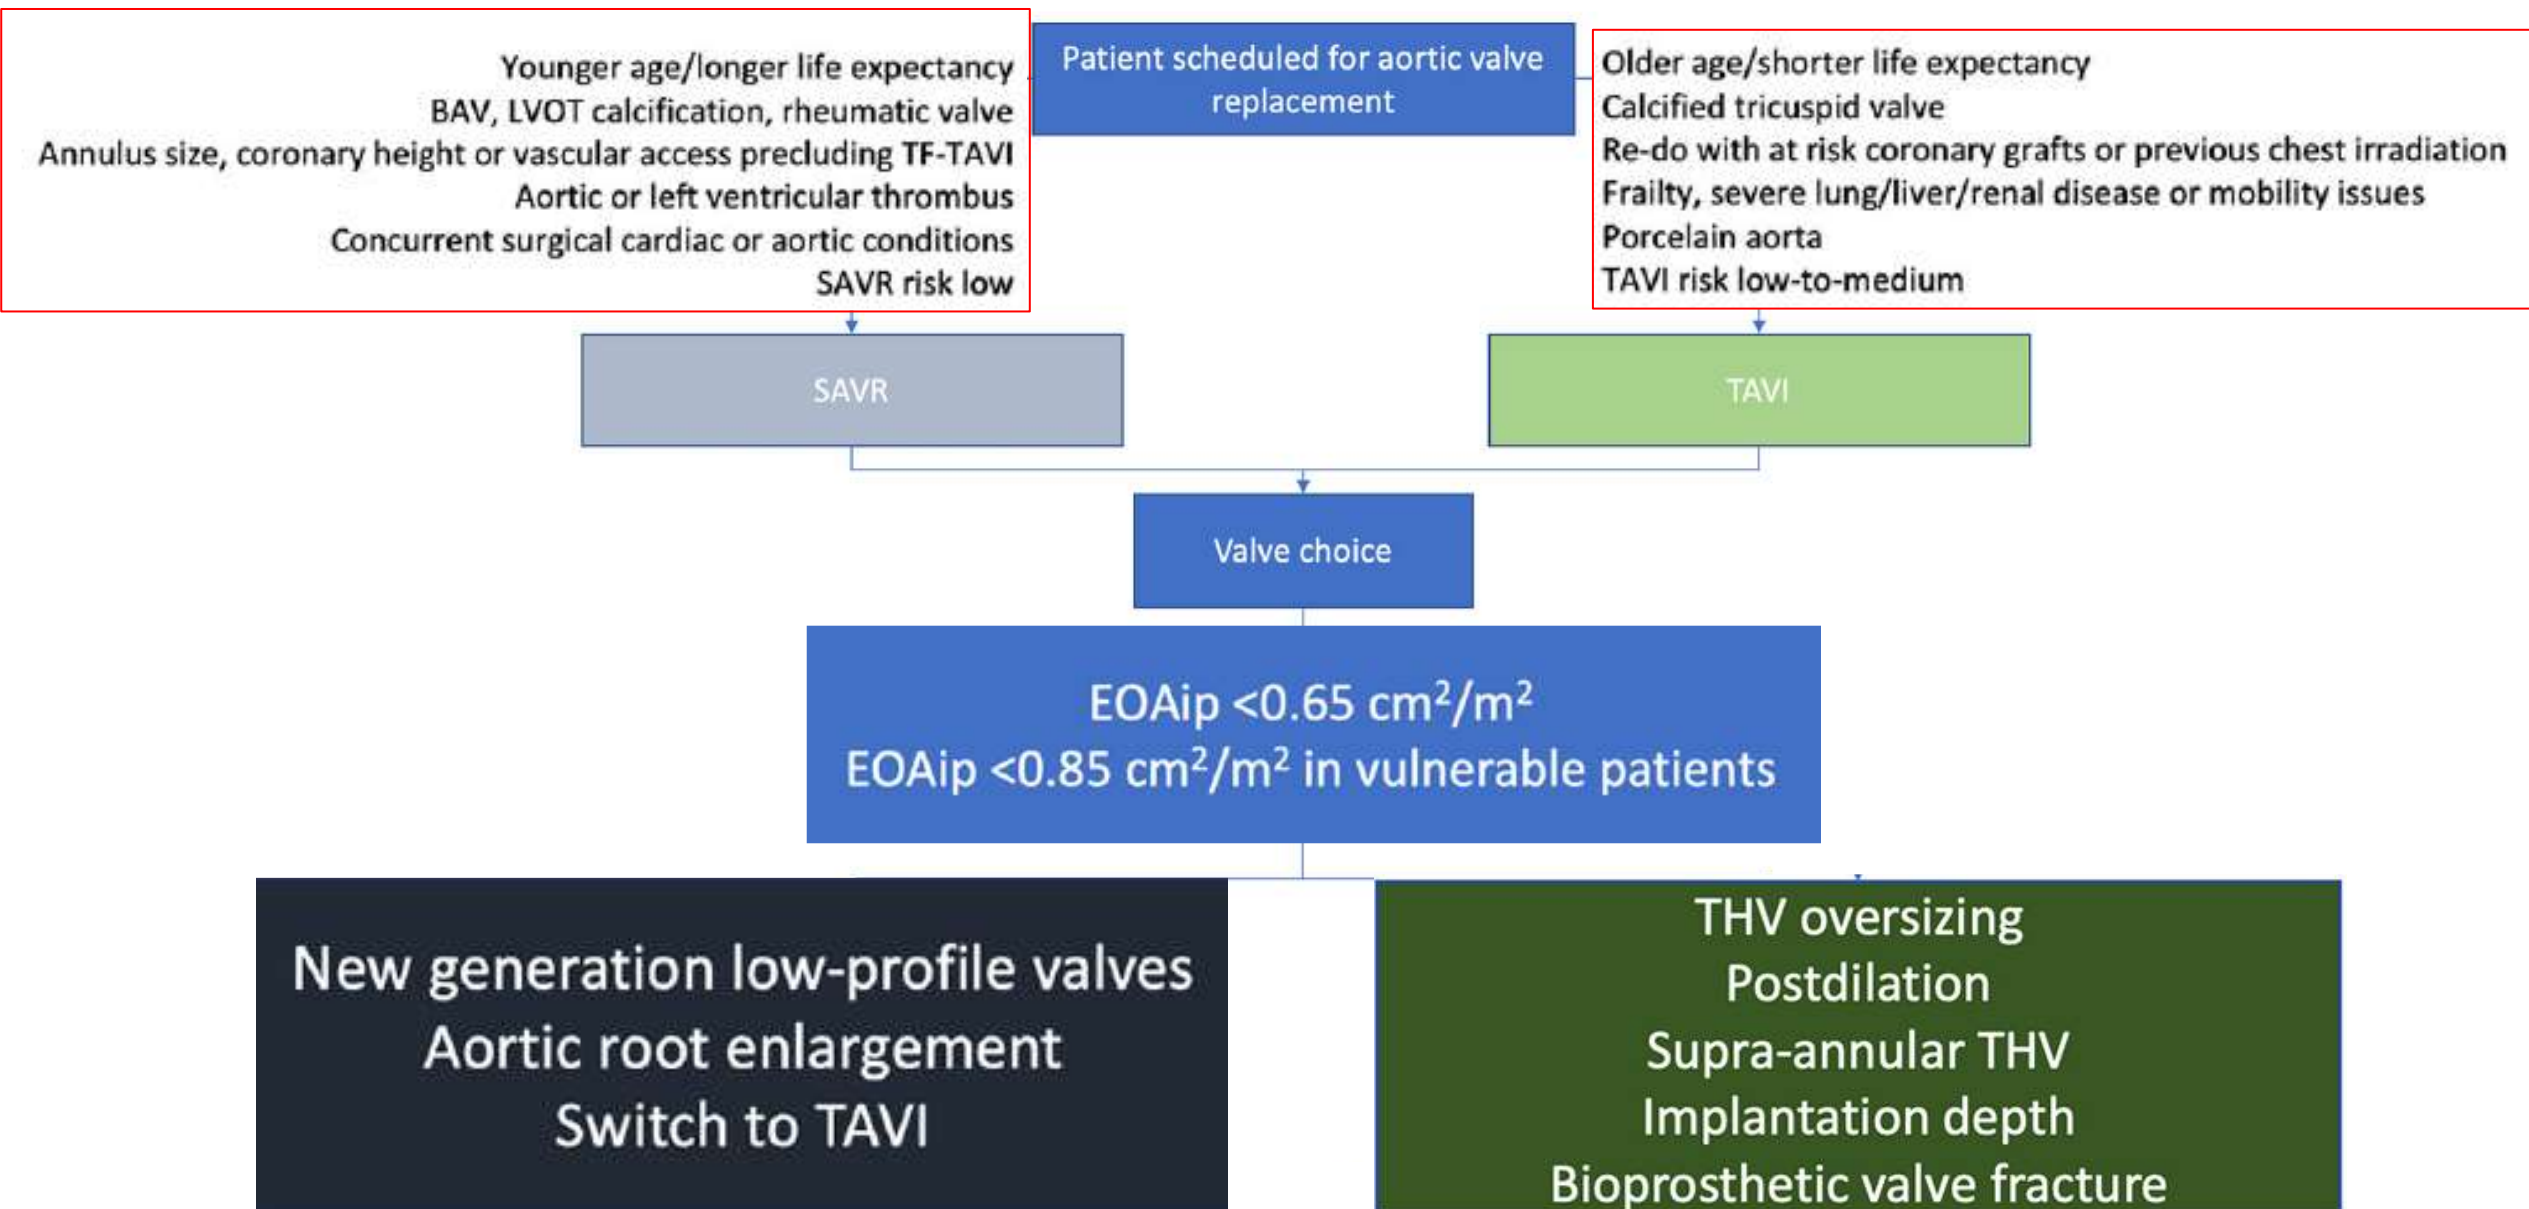 Patient scheduled for aortic valve
replacement
Younger age/longer life expectancy
BAV, LVOT calcification, rheumatic valve
Annulus size, coronary height or vascular access precluding TF-TAVI
Aortic or left ventricular thrombus
Concurrent surgical cardiac or aortic conditions
SAVR risk low
Older age/shorter life expectancy
Calcified tricuspid valve
Re-do with at risk coronary grafts or previous chest irradiation
Frailty, severe lung/liver/renal disease or mobility issues
Porcelain aorta
TAVI risk low-to-medium
SAVR
TAVI
Valve choice
EOAip <0.65 cm²/m²
EOAip <0.85 cm²/m² in vulnerable patients
New generation low-profile valves
Aortic root enlargement
Switch to TAVI
THV oversizing
Postdilation
Supra-annular THV
Implantation depth
Bioprosthetic valve fracture